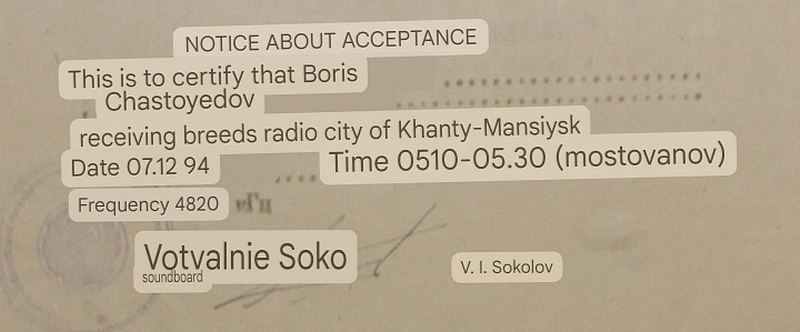 NOTICE ABOUT ACCEPTANCE
This is to certify that Boris
Chastoyedov
receiving breeds radio city of Khanty-Mansiysk
Date 07.12 94 Time 0510-05.30 (mostovanov)
Frequency 4820
Votvalnie Soko
soundboard
V. I. Sokolov